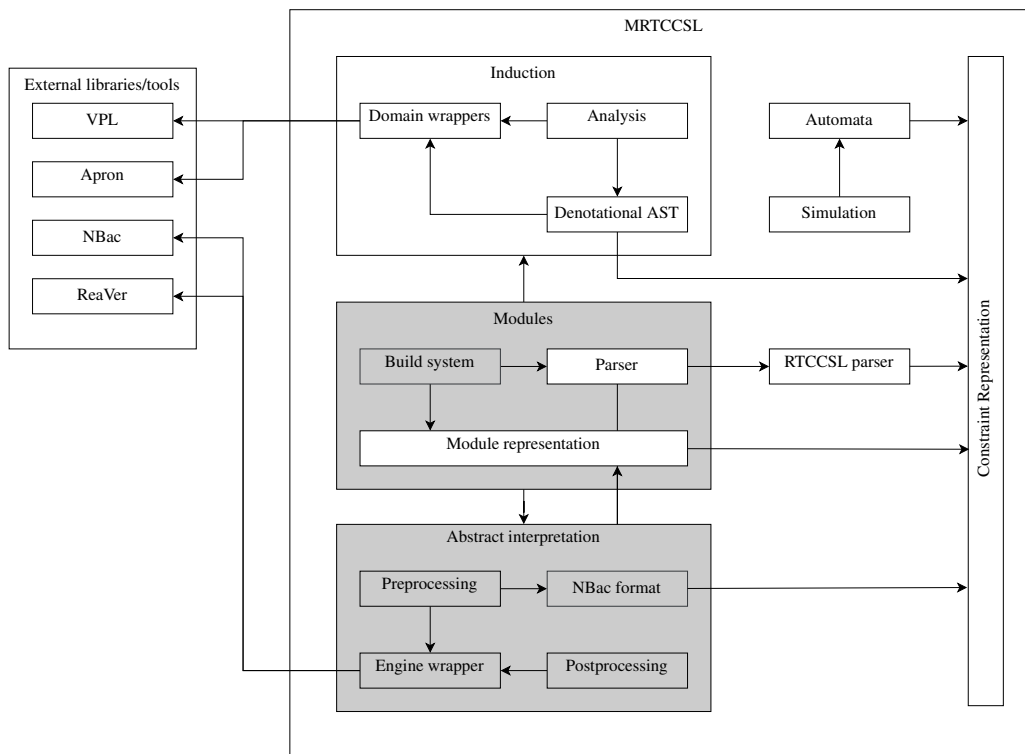 MRTCCSL
External libraries/tools
VPL
Apron
NBac
ReaVer
Induction
Domain wrappers
Analysis
Denotational AST
Automata
Simulation
Modules
Build system
Parser
Module representation
RTCCSL parser
Abstract interpretation
Preprocessing
NBac format
Engine wrapper
Postprocessing
Constraint Representation